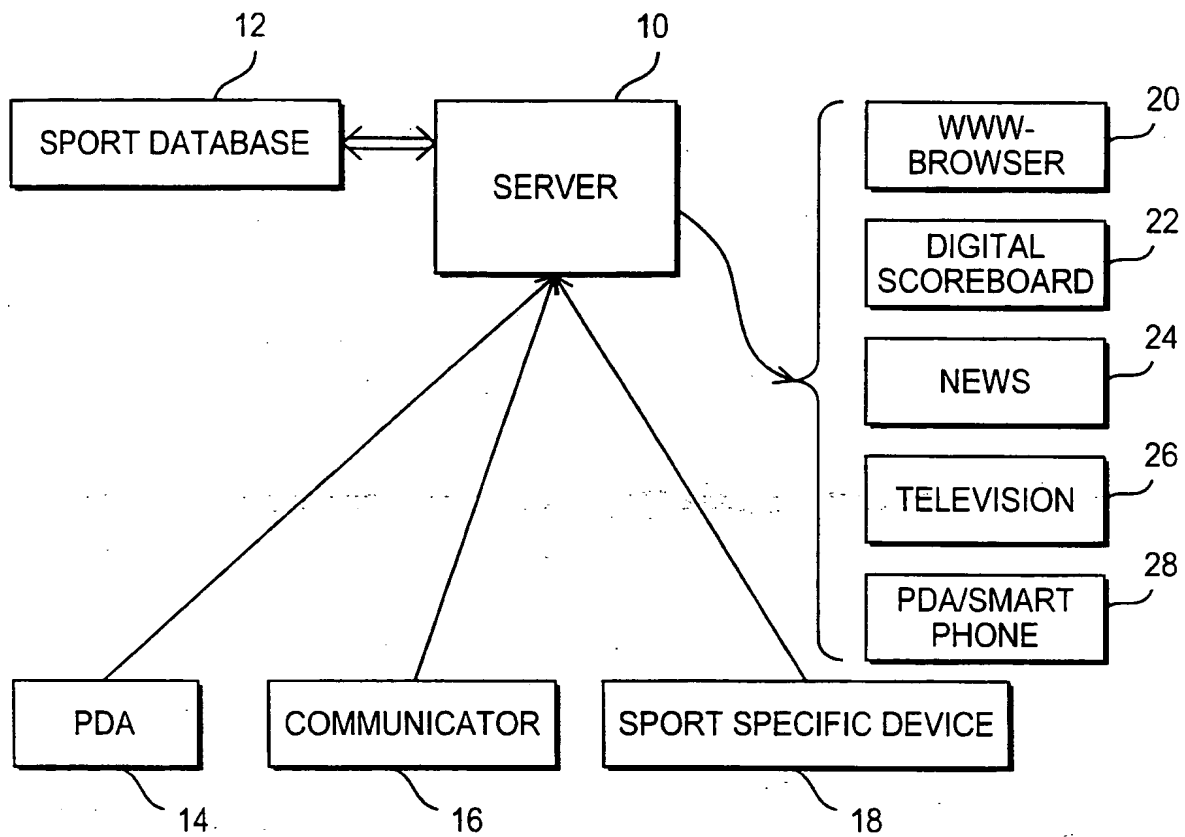 12
10
SPORT DATABASE
SERVER
20
WWW-
BROWSER
22
DIGITAL
SCOREBOARD
24
NEWS
26
TELEVISION
28
PDA/SMART
PHONE
PDA
COMMUNICATOR
SPORT SPECIFIC DEVICE
14
16
18